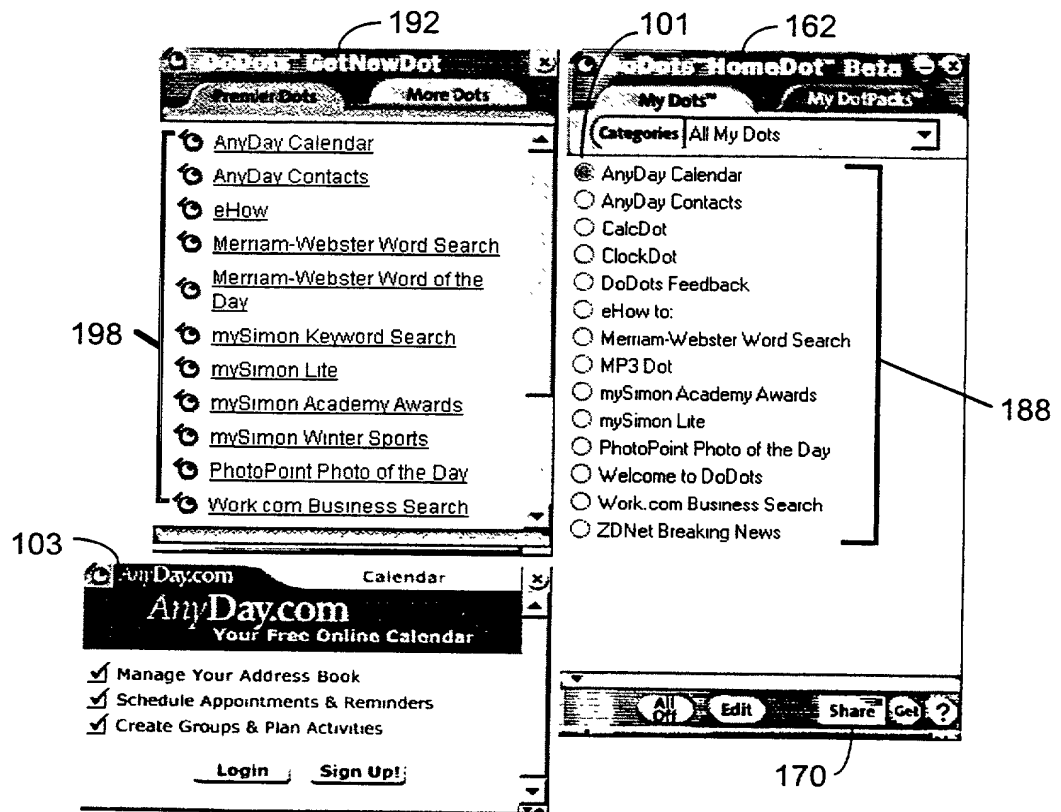 192
101
162
DoDots™ GetNewDot
Premier Dots
More Dots
AnyDay Calendar
AnyDay Contacts
eHow
Merriam-Webster Word Search
Merriam-Webster Word of the
Day
mySimon Keyword Search
mySimon Lite
mySimon Academy Awards
mySimon Winter Sports
PhotoPoint Photo of the Day
Work.com Business Search
198
DoDots™ HomeDot™ Beta
My Dots™
My DotPacks™
Categories
All My Dots
AnyDay Calendar
AnyDay Contacts
CalcDot
ClockDot
DoDots Feedback
eHow to:
Merriam-Webster Word Search
MP3 Dot
mySimon Academy Awards
mySimon Lite
PhotoPoint Photo of the Day
Welcome to DoDots
Work.com Business Search
ZDNet Breaking News
188
All Off
Edit
Share
Get
?
170
103
AnyDay.com
Calendar
AnyDay.com
Your Free Online Calendar
Manage Your Address Book
Schedule Appointments & Reminders
Create Groups & Plan Activities
Login
Sign Up!